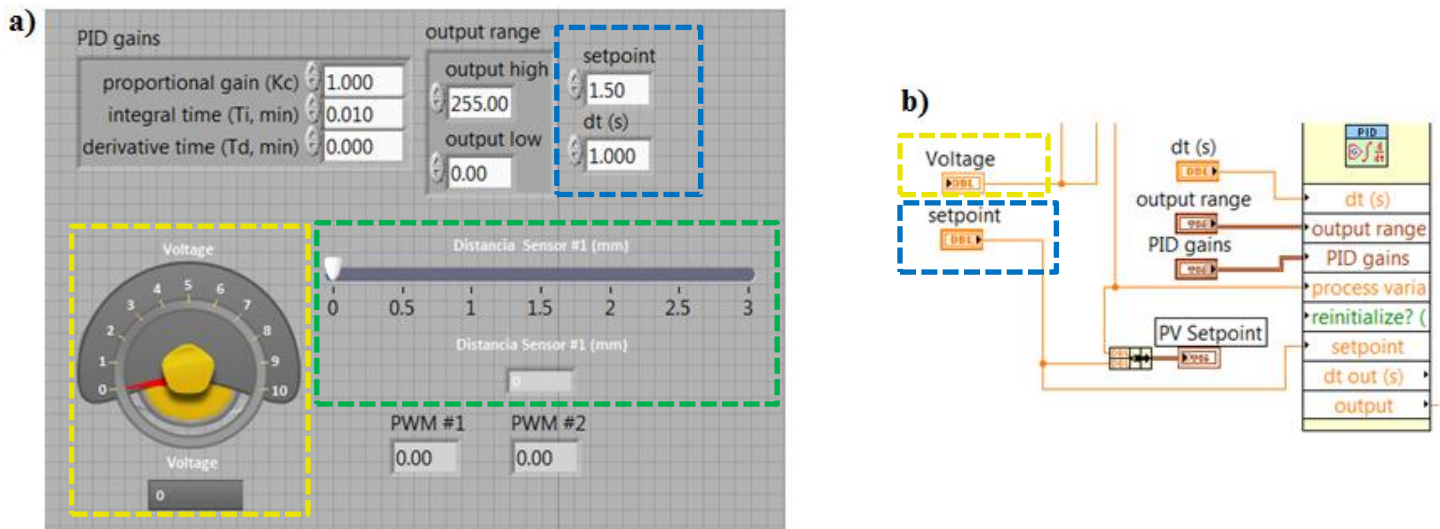 a)
PID gains
proportional gain (Kc)
1.000
integral time (Ti, min)
0.010
derivative time (Td, min)
0.000
output range
output high
255.00
output low
0.00
setpoint
1.50
dt (s)
1.000
Voltage
0 1 2 3 4 5 6 7 8 9 10
Voltage
0
Distancia Sensor #1 (mm)
0 0.5 1 1.5 2 2.5 3
Distancia Sensor #1 (mm)
0
PWM #1 PWM #2
0.00 0.00
b)
Voltage
DBL
setpoint
DBL
dt (s)
DBL
output range
PID gains
DBL
DBL
PV Setpoint
PID
dt (s)
output range
PID gains
process varia
reinitialize? (
setpoint
dt out (s)
output